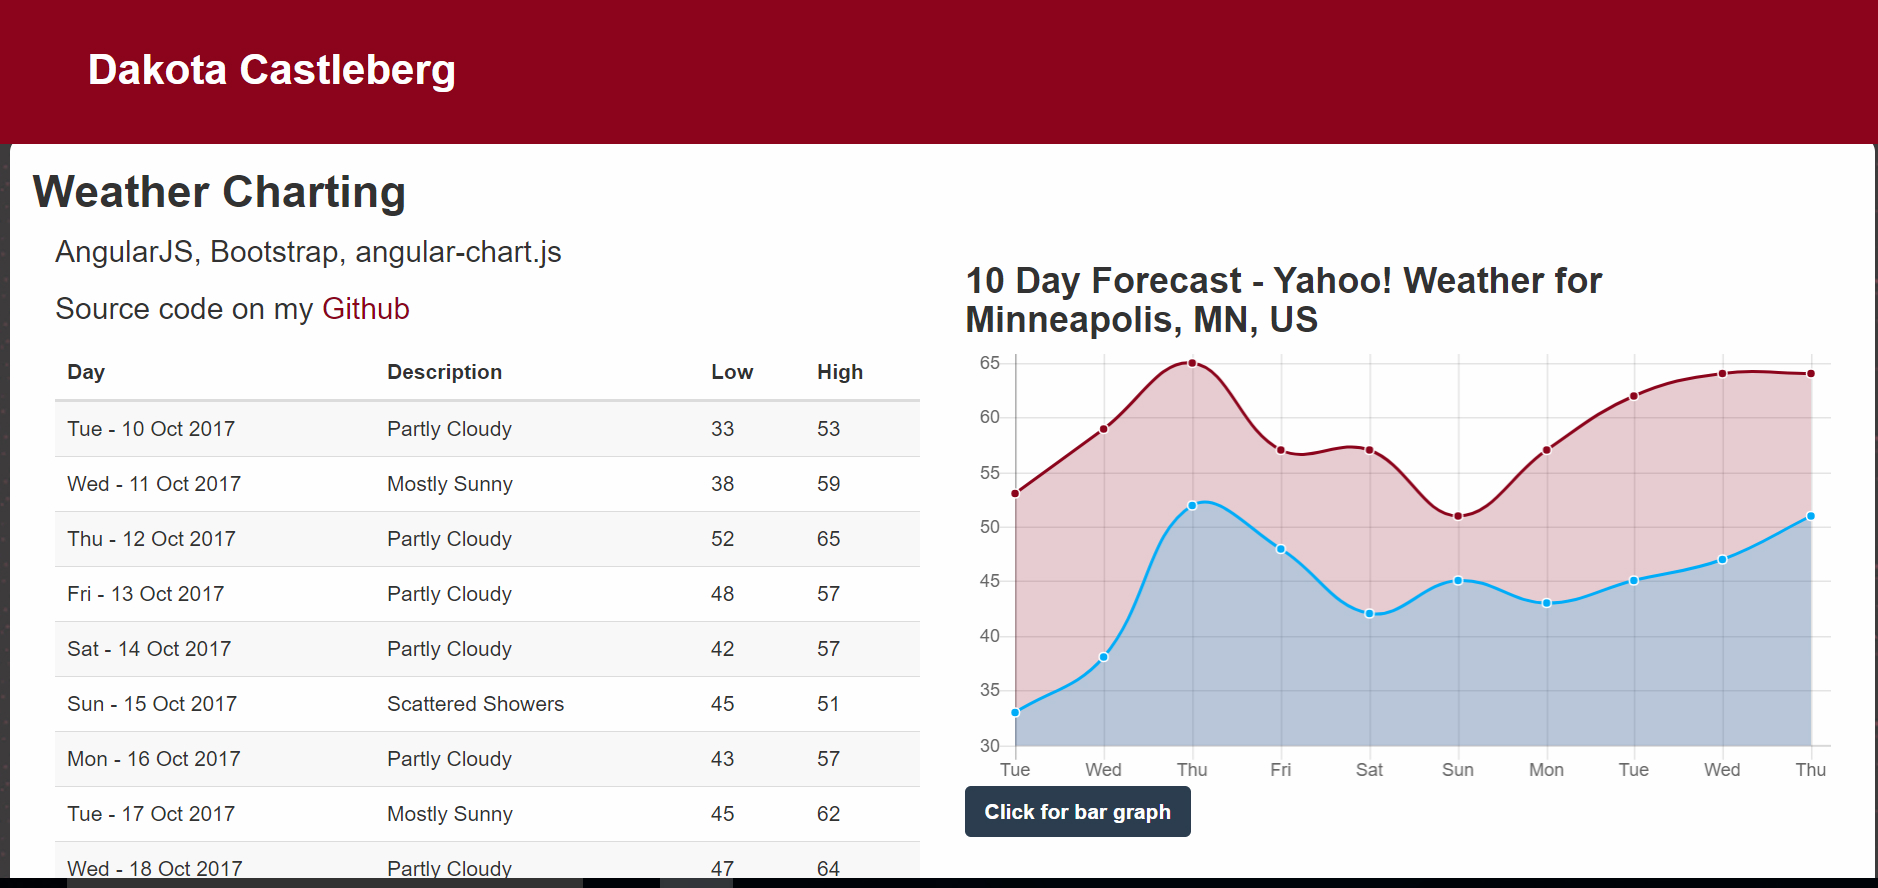 Dakota Castleberg
Weather Charting
AngularJS, Bootstrap, angular-chart.js
Source code on my Github
Day Description Low High
Tue - 10 Oct 2017 Partly Cloudy 33 53
Wed - 11 Oct 2017 Mostly Sunny 38 59
Thu - 12 Oct 2017 Partly Cloudy 52 65
Fri - 13 Oct 2017 Partly Cloudy 48 57
Sat - 14 Oct 2017 Partly Cloudy 42 57
Sun - 15 Oct 2017 Scattered Showers 45 51
Mon - 16 Oct 2017 Partly Cloudy 43 57
Tue - 17 Oct 2017 Mostly Sunny 45 62
Wed - 18 Oct 2017 Partly Cloudy 47 64
10 Day Forecast - Yahoo! Weather for
Minneapolis, MN, US
65
60
55
50
45
40
35
30
Tue Wed Thu Fri Sat Sun Mon Tue Wed Thu
Click for bar graph